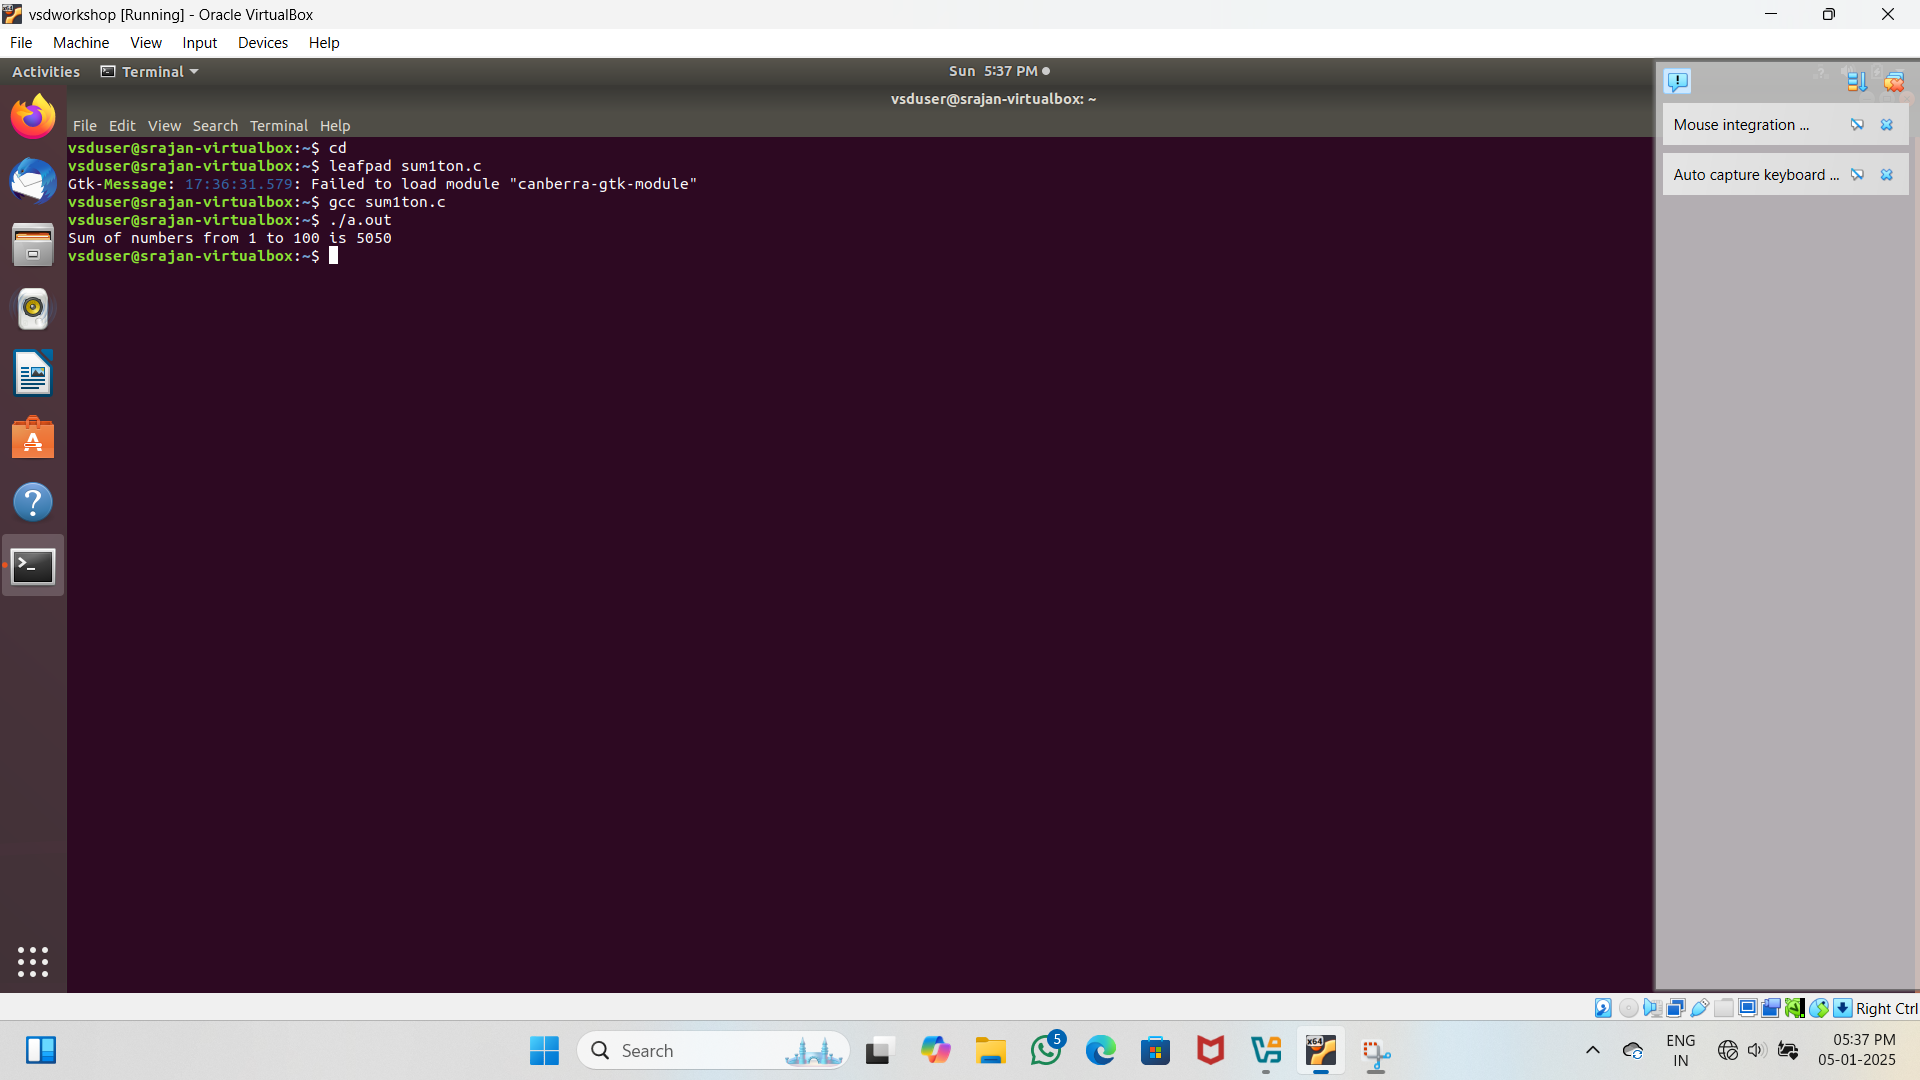 vsdworkshop [Running] - Oracle VirtualBox
File Machine View Input Devices Help
Activities Terminal Sun 5:37 PM
vsduser@srajan-virtualbox: ~
File Edit View Search Terminal Help
vsduser@srajan-virtualbox:~$ cd
vsduser@srajan-virtualbox:~$ leafpad sum1ton.c
Gtk-Message: 17:36:31.579: Failed to load module "canberra-gtk-module"
vsduser@srajan-virtualbox:~$ gcc sum1ton.c
vsduser@srajan-virtualbox:~$ ./a.out
Sum of numbers from 1 to 100 is 5050
vsduser@srajan-virtualbox:~$
Mouse integration ...
Auto capture keyboard ...
Right Ctrl
Search
5
x64
ENG
IN
05:37 PM
05-01-2025